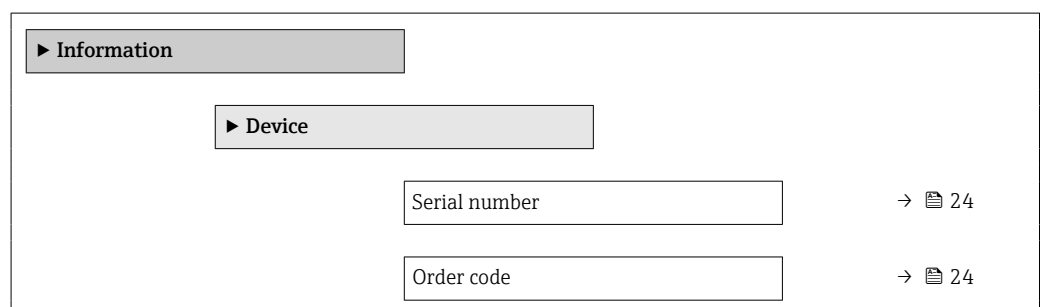 ▶ Information
▶ Device
Serial number → 24
Order code → 24